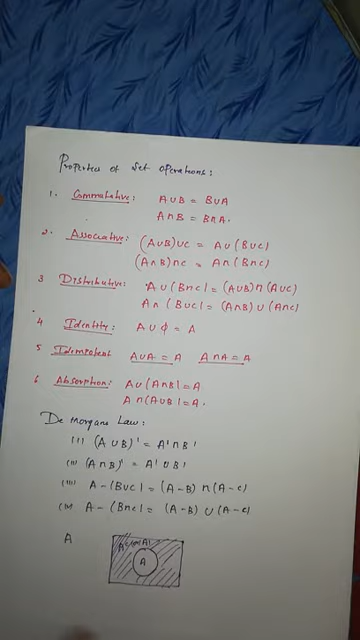 Properties of Set operations:
1. Commutative: A∪B = B∪A
A∩B = B∩A.
2. Associative: (A∪B)∪C = A∪(B∪C)
(A∩B)∩C = A∩(B∩C)
3 Distributive: A∪(B∩C) = (A∪B)∩(A∪C)
A∩(B∪C) = (A∩B)∪(A∩C)
4 Identity: A∪φ = A
5 Idempotent A∪A = A A∩A = A
6 Absorption: A∪(A∩B) = A
A∩(A∪B) = A.
De morgans Law:
(i) (A∪B)' = A'∩B'
(ii) (A∩B)' = A'∪B'
(iii) A-(B∪C) = (A-B)∩(A-C)
(iv) A-(B∩C) = (A-B)∪(A-C)
A
A